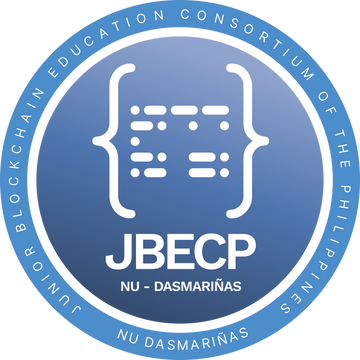 JUNIOR BLOCKCHAIN EDUCATION CONSORTIUM OF THE PHILIPPINES
JBECP
NU - DASMARIÑAS
NU DASMARIÑAS